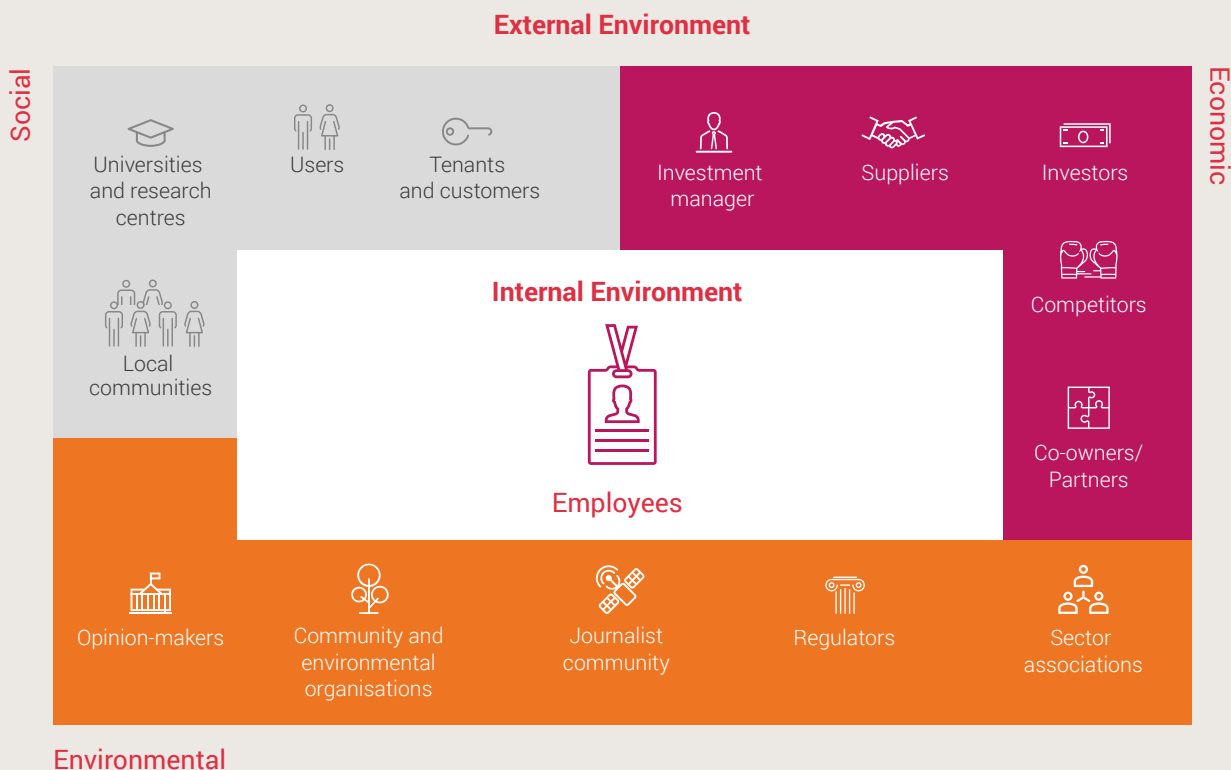 External Environment
Social
Economic
Universities
and research
centres
Users
Tenants
and customers
Investment
manager
Suppliers
Investors
Local
communities
Internal Environment
Employees
Competitors
Co-owners/
Partners
Opinion-makers
Community and
environmental
organisations
Journalist
community
Regulators
Sector
associations
Environmental